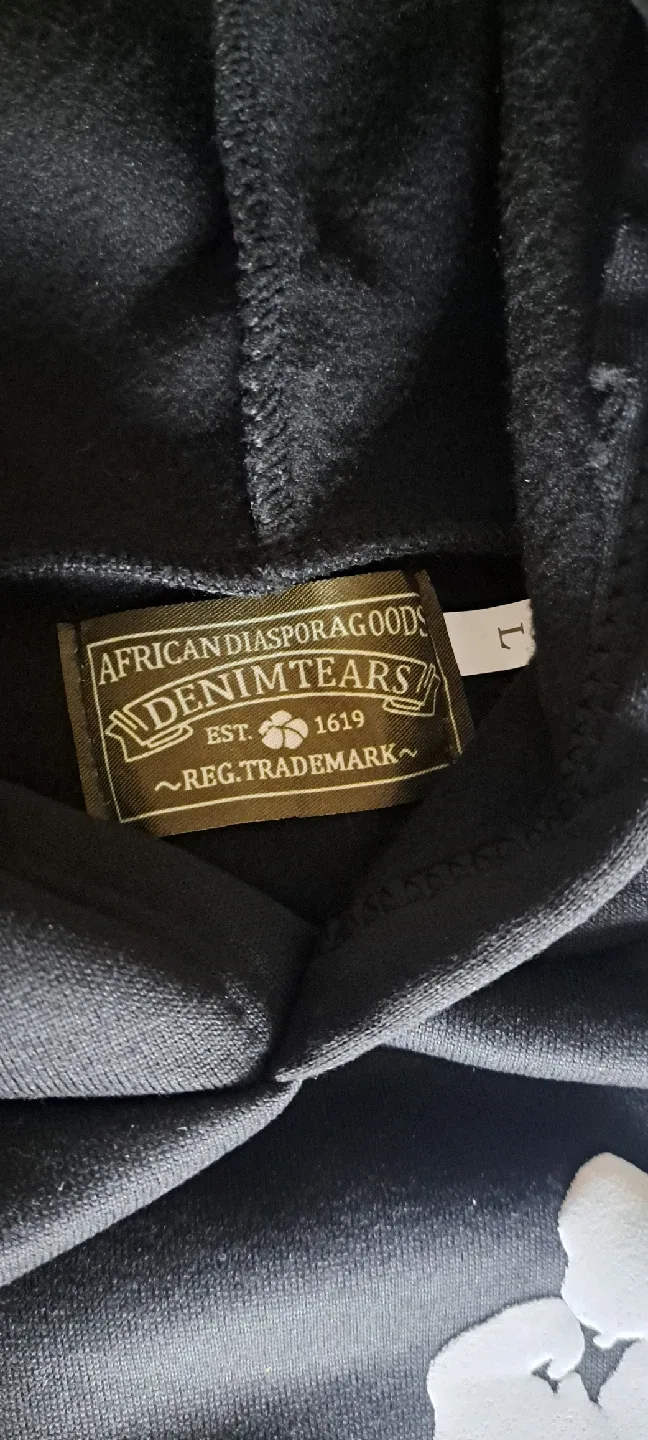 AFRICANDIASPORAGOODS
DENIMTEARS
EST. 1619
~REG.TRADEMARK~
L